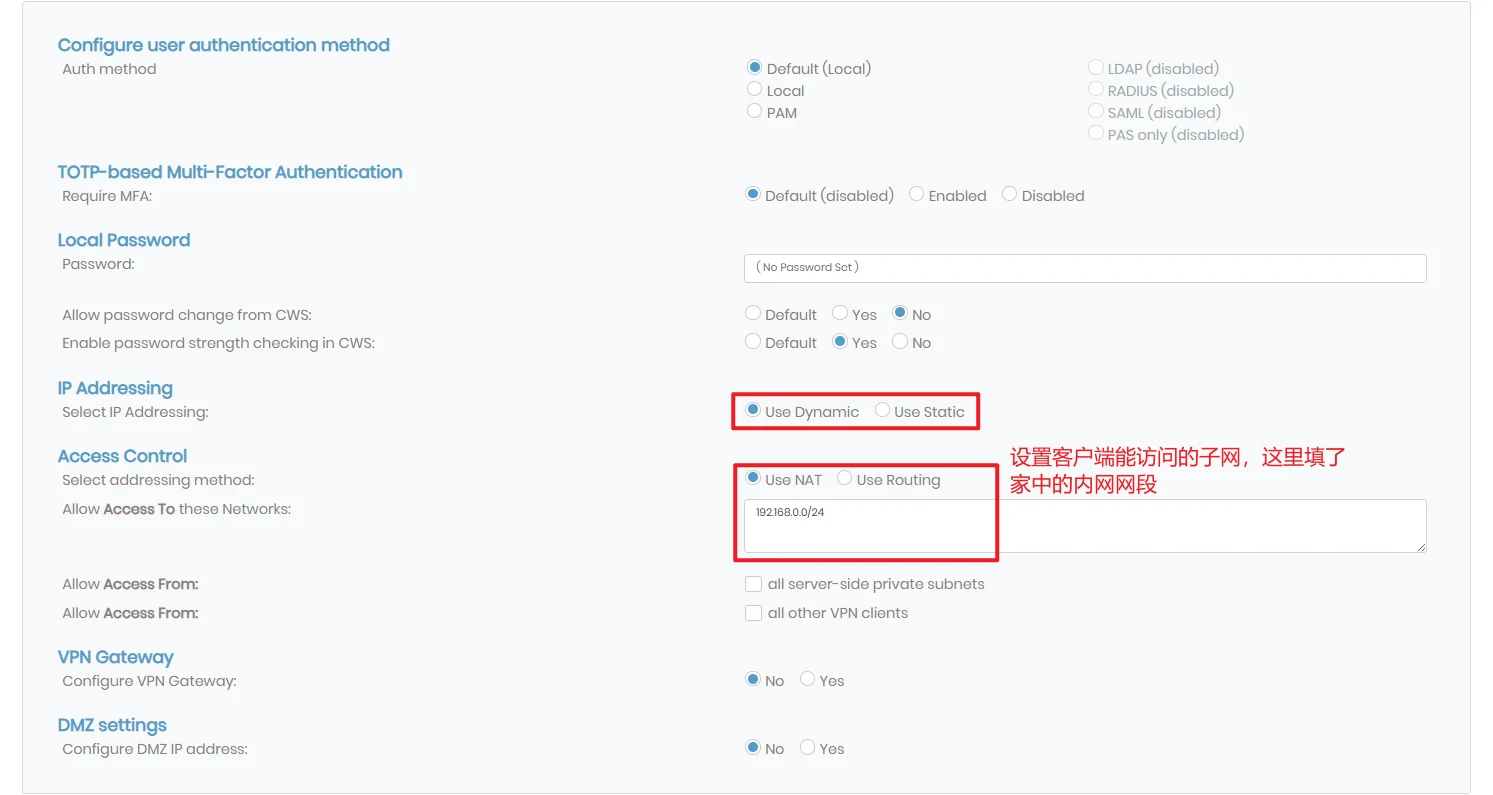 Configure user authentication method
Auth method
Default (Local)
LDAP (disabled)
Local
RADIUS (disabled)
PAM
SAML (disabled)
PAS only (disabled)
TOTP-based Multi-Factor Authentication
Require MFA:
Default (disabled) Enabled Disabled
Local Password
Password:
( No Password Set )
Allow password change from CWS:
Default Yes No
Enable password strength checking in CWS:
Default Yes No
IP Addressing
Select IP Addressing:
Use Dynamic Use Static
Access Control
Select addressing method:
Use NAT Use Routing
设置客户端能访问的子网，这里填了
家中的内网网段
Allow Access To these Networks:
192.168.0.0/24
Allow Access From:
all server-side private subnets
Allow Access From:
all other VPN clients
VPN Gateway
Configure VPN Gateway:
No Yes
DMZ settings
Configure DMZ IP address:
No Yes